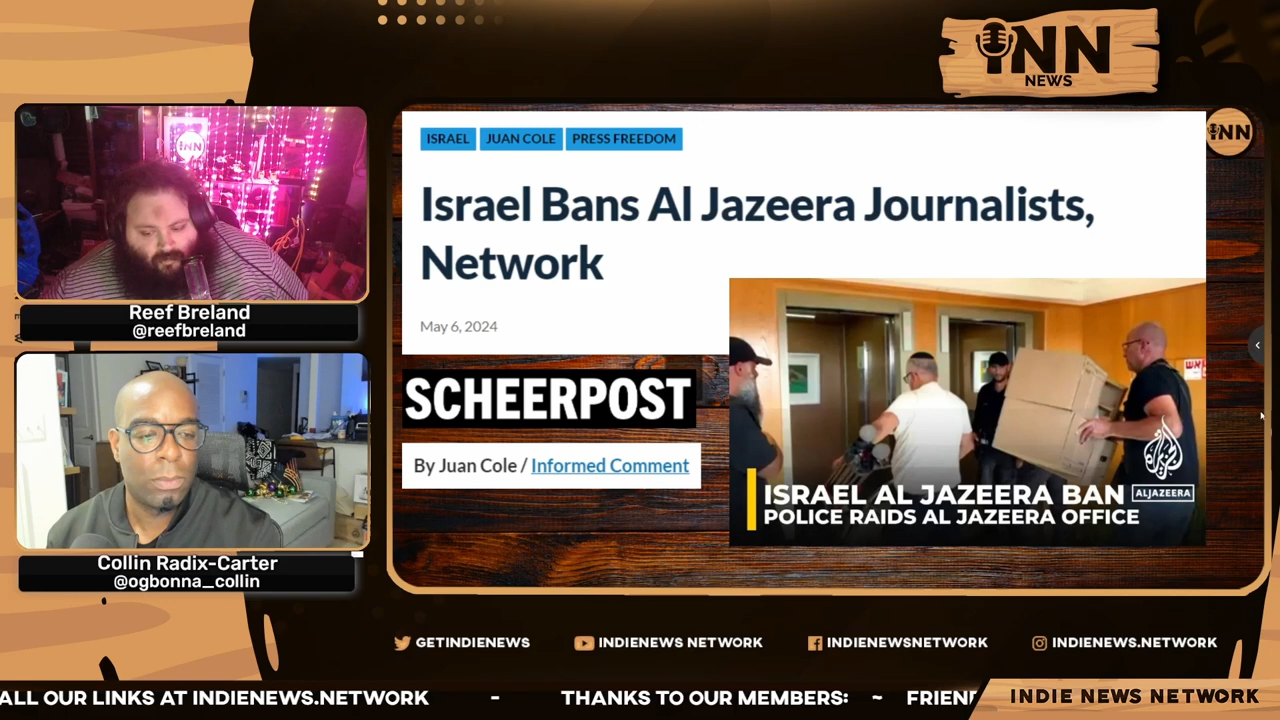 INN
NEWS
INN
ISRAEL JUAN COLE PRESS FREEDOM
Israel Bans Al Jazeera Journalists,
Network
May 6, 2024
SCHEERPOST
By Juan Cole / Informed Comment
ISRAEL AL JAZEERA BAN
POLICE RAIDS AL JAZEERA OFFICE
الجزيرة
ALJAZEERA
INN
Reef Breland
@reefbreland
Collin Radix-Carter
@ogbonna_collin
GETINDIENEWS INDIENEWS NETWORK INDIENEWSNETWORK INDIENEWS.NETWORK
ALL OUR LINKS AT INDIENEWS.NETWORK - THANKS TO OUR MEMBERS: ~
INDIE NEWS NETWORK